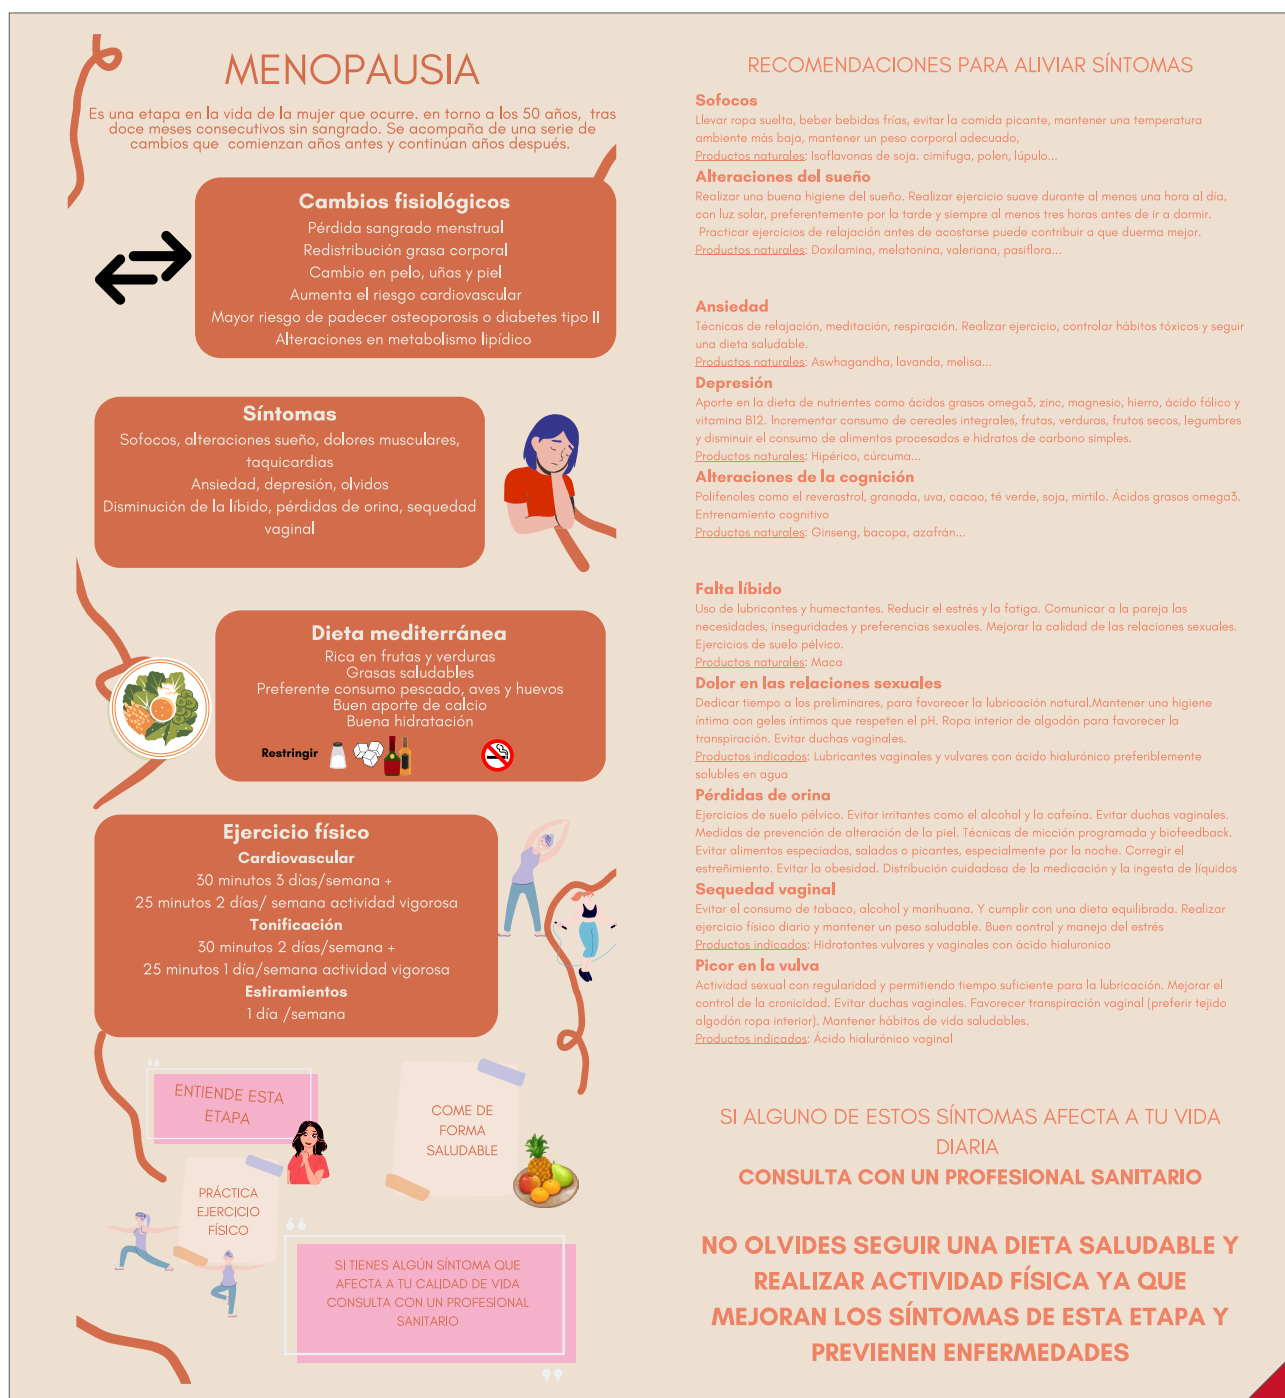 MENOPAUSIA
Es una etapa en la vida de la mujer que ocurre. en torno a los 50 años, tras
doce meses consecutivos sin sangrado. Se acompaña de una serie de
cambios que comienzan años antes y continúan años después.
Cambios fisiológicos
Pérdida sangrado menstrual
Redistribución grasa corporal
Cambio en pelo, uñas y piel
Aumenta el riesgo cardiovascular
Mayor riesgo de padecer osteoporosis o diabetes tipo II
Alteraciones en metabolismo lipídico
Síntomas
Sofocos, alteraciones sueño, dolores musculares,
taquicardias
Ansiedad, depresión, olvidos
Disminución de la líbido, pérdidas de orina, sequedad
vaginal
Dieta mediterránea
Rica en frutas y verduras
Grasas saludables
Preferente consumo pescado, aves y huevos
Buen aporte de calcio
Buena hidratación
Restringir
Ejercicio físico
Cardiovascular
30 minutos 3 días/semana +
25 minutos 2 días/ semana actividad vigorosa
Tonificación
30 minutos 2 días/semana +
25 minutos 1 día/semana actividad vigorosa
Estiramientos
1 día /semana
ENTIENDE ESTA
ETAPA
COME DE
FORMA
SALUDABLE
PRÁCTICA
EJERCICIO
FÍSICO
SI TIENES ALGÚN SÍNTOMA QUE
AFECTA A TU CALIDAD DE VIDA
CONSULTA CON UN PROFESIONAL
SANITARIO
RECOMENDACIONES PARA ALIVIAR SÍNTOMAS
Sofocos
Llevar ropa suelta, beber bebidas frías, evitar la comida picante, mantener una temperatura
ambiente más baja, mantener un peso corporal adecuado,
Productos naturales: Isoflavonas de soja. cimifuga, polen, lúpulo...
Alteraciones del sueño
Realizar una buena higiene del sueño. Realizar ejercicio suave durante al menos una hora al día,
con luz solar, preferentemente por la tarde y siempre al menos tres horas antes de ir a dormir.
Practicar ejercicios de relajación antes de acostarse puede contribuir a que duerma mejor.
Productos naturales: Doxilamina, melatonina, valeriana, pasiflora...
Ansiedad
Técnicas de relajación, meditación, respiración. Realizar ejercicio, controlar hábitos tóxicos y seguir
una dieta saludable.
Productos naturales: Aswhagandha, lavanda, melisa...
Depresión
Aporte en la dieta de nutrientes como ácidos grasos omega3, zinc, magnesio, hierro, ácido fólico y
vitamina B12. Incrementar consumo de cereales integrales, frutas, verduras, frutos secos, legumbres
y disminuir el consumo de alimentos procesados e hidratos de carbono simples.
Productos naturales: Hipérico, cúrcuma...
Alteraciones de la cognición
Polifenoles como el reverastrol, granada, uva, cacao, té verde, soja, mirtilo. Ácidos grasos omega3.
Entrenamiento cognitivo
Productos naturales: Ginseng, bacopa, azafrán...
Falta líbido
Uso de lubricantes y humectantes. Reducir el estrés y la fatiga. Comunicar a la pareja las
necesidades, inseguridades y preferencias sexuales. Mejorar la calidad de las relaciones sexuales.
Ejercicios de suelo pélvico.
Productos naturales: Maca
Dolor en las relaciones sexuales
Dedicar tiempo a los preliminares, para favorecer la lubricación natural.Mantener una higiene
íntima con geles íntimos que respeten el pH. Ropa interior de algodón para favorecer la
transpiración. Evitar duchas vaginales.
Productos indicados: Lubricantes vaginales y vulvares con ácido hialurónico preferiblemente
solubles en agua
Pérdidas de orina
Ejercicios de suelo pélvico. Evitar irritantes como el alcohol y la cafeína. Evitar duchas vaginales.
Medidas de prevención de alteración de la piel. Técnicas de micción programada y biofeedback.
Evitar alimentos especiados, salados o picantes, especialmente por la noche. Corregir el
estreñimiento. Evitar la obesidad. Distribución cuidadosa de la medicación y la ingesta de líquidos
Sequedad vaginal
Evitar el consumo de tabaco, alcohol y marihuana. Y cumplir con una dieta equilibrada. Realizar
ejercicio físico diario y mantener un peso saludable. Buen control y manejo del estrés
Productos indicados: Hidratantes vulvares y vaginales con ácido hialuronico
Picor en la vulva
Actividad sexual con regularidad y permitiendo tiempo suficiente para la lubricación. Mejorar el
control de la cronicidad. Evitar duchas vaginales. Favorecer transpiración vaginal (preferir tejido
algodón ropa interior). Mantener hábitos de vida saludables.
Productos indicados: Ácido hialurónico vaginal
SI ALGUNO DE ESTOS SÍNTOMAS AFECTA A TU VIDA
DIARIA
CONSULTA CON UN PROFESIONAL SANITARIO
NO OLVIDES SEGUIR UNA DIETA SALUDABLE Y
REALIZAR ACTIVIDAD FÍSICA YA QUE
MEJORAN LOS SÍNTOMAS DE ESTA ETAPA Y
PREVIENEN ENFERMEDADES